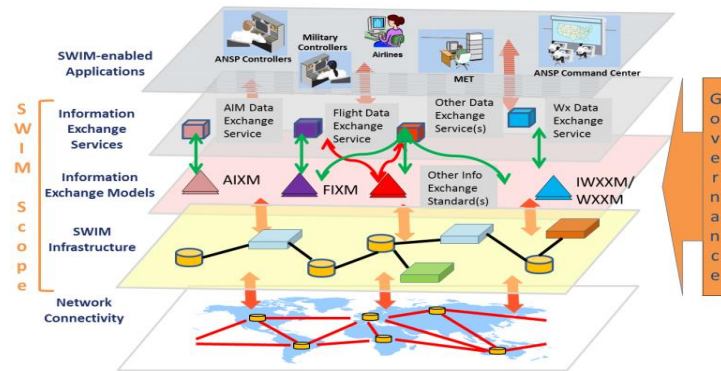 SWIM-enabled
Applications
ANSP Controllers
Military
Controllers
Airlines
MET
ANSP Command Center
SWIM Scope
Information
Exchange
Services
AIM Data
Exchange
Service
Flight Data
Exchange
Service
Other Data
Exchange
Service(s)
Wx Data
Exchange
Service
Information
Exchange Models
AIXM
FIXM
Other Info
Exchange
Standard(s)
IWXXM/
WXXM
SWIM
Infrastructure
Network
Connectivity
Governance